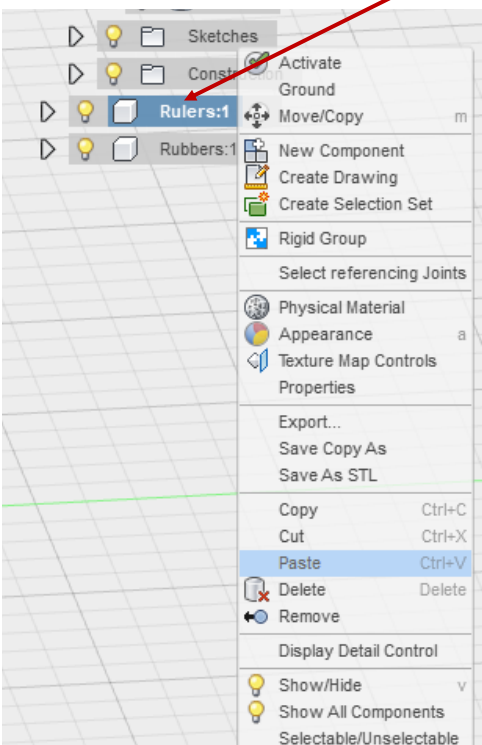 Sketches
Construction
Activate
Ground
Rulers:1
Move/Copy m
Rubbers:1
New Component
Create Drawing
Create Selection Set
Rigid Group
Select referencing Joints
Physical Material
Appearance a
Texture Map Controls
Properties
Export...
Save Copy As
Save As STL
Copy Ctrl+C
Cut Ctrl+X
Paste Ctrl+V
Delete Delete
Remove
Display Detail Control
Show/Hide v
Show All Components
Selectable/Unselectable